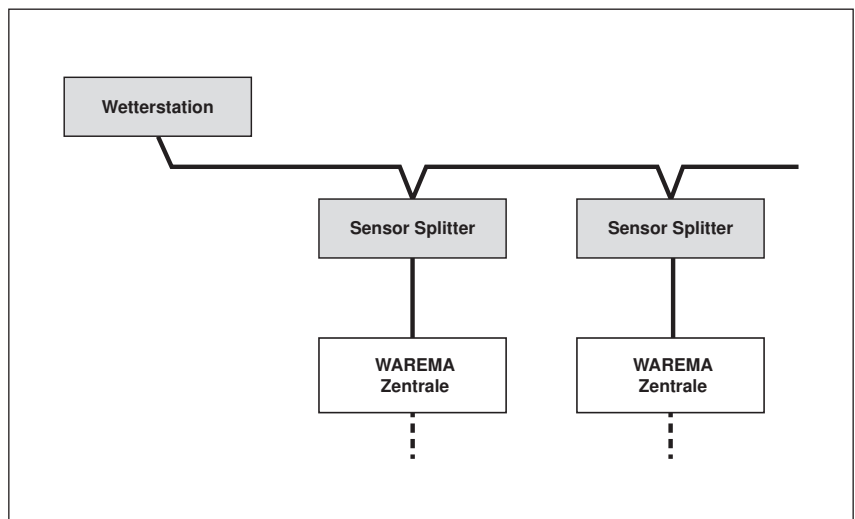 Wetterstation
Sensor Splitter
Sensor Splitter
WAREMA
Zentrale
WAREMA
Zentrale